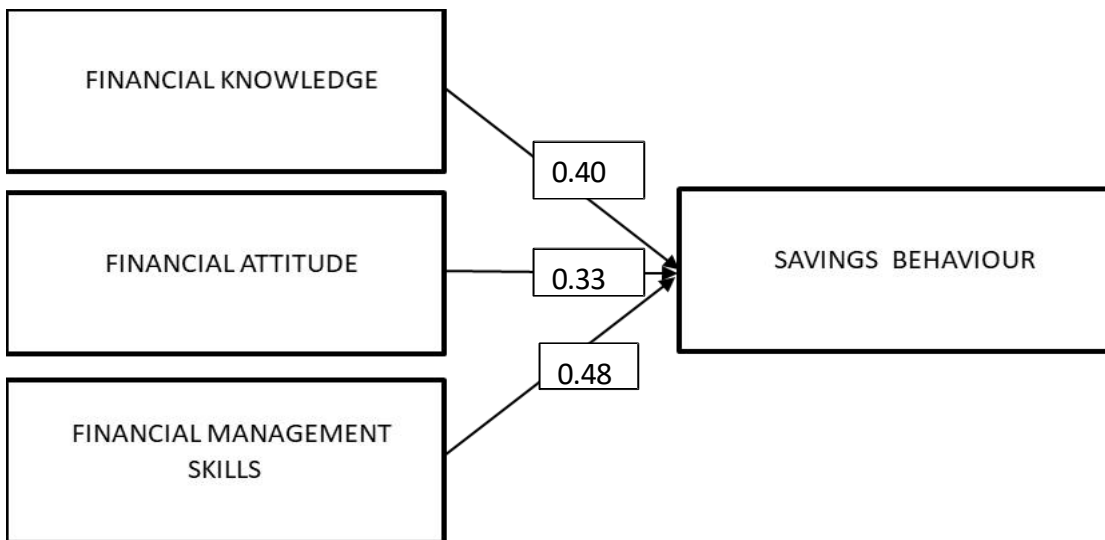 FINANCIAL KNOWLEDGE
0.40
FINANCIAL ATTITUDE
0.33
SAVINGS BEHAVIOUR
0.48
FINANCIAL MANAGEMENT
SKILLS